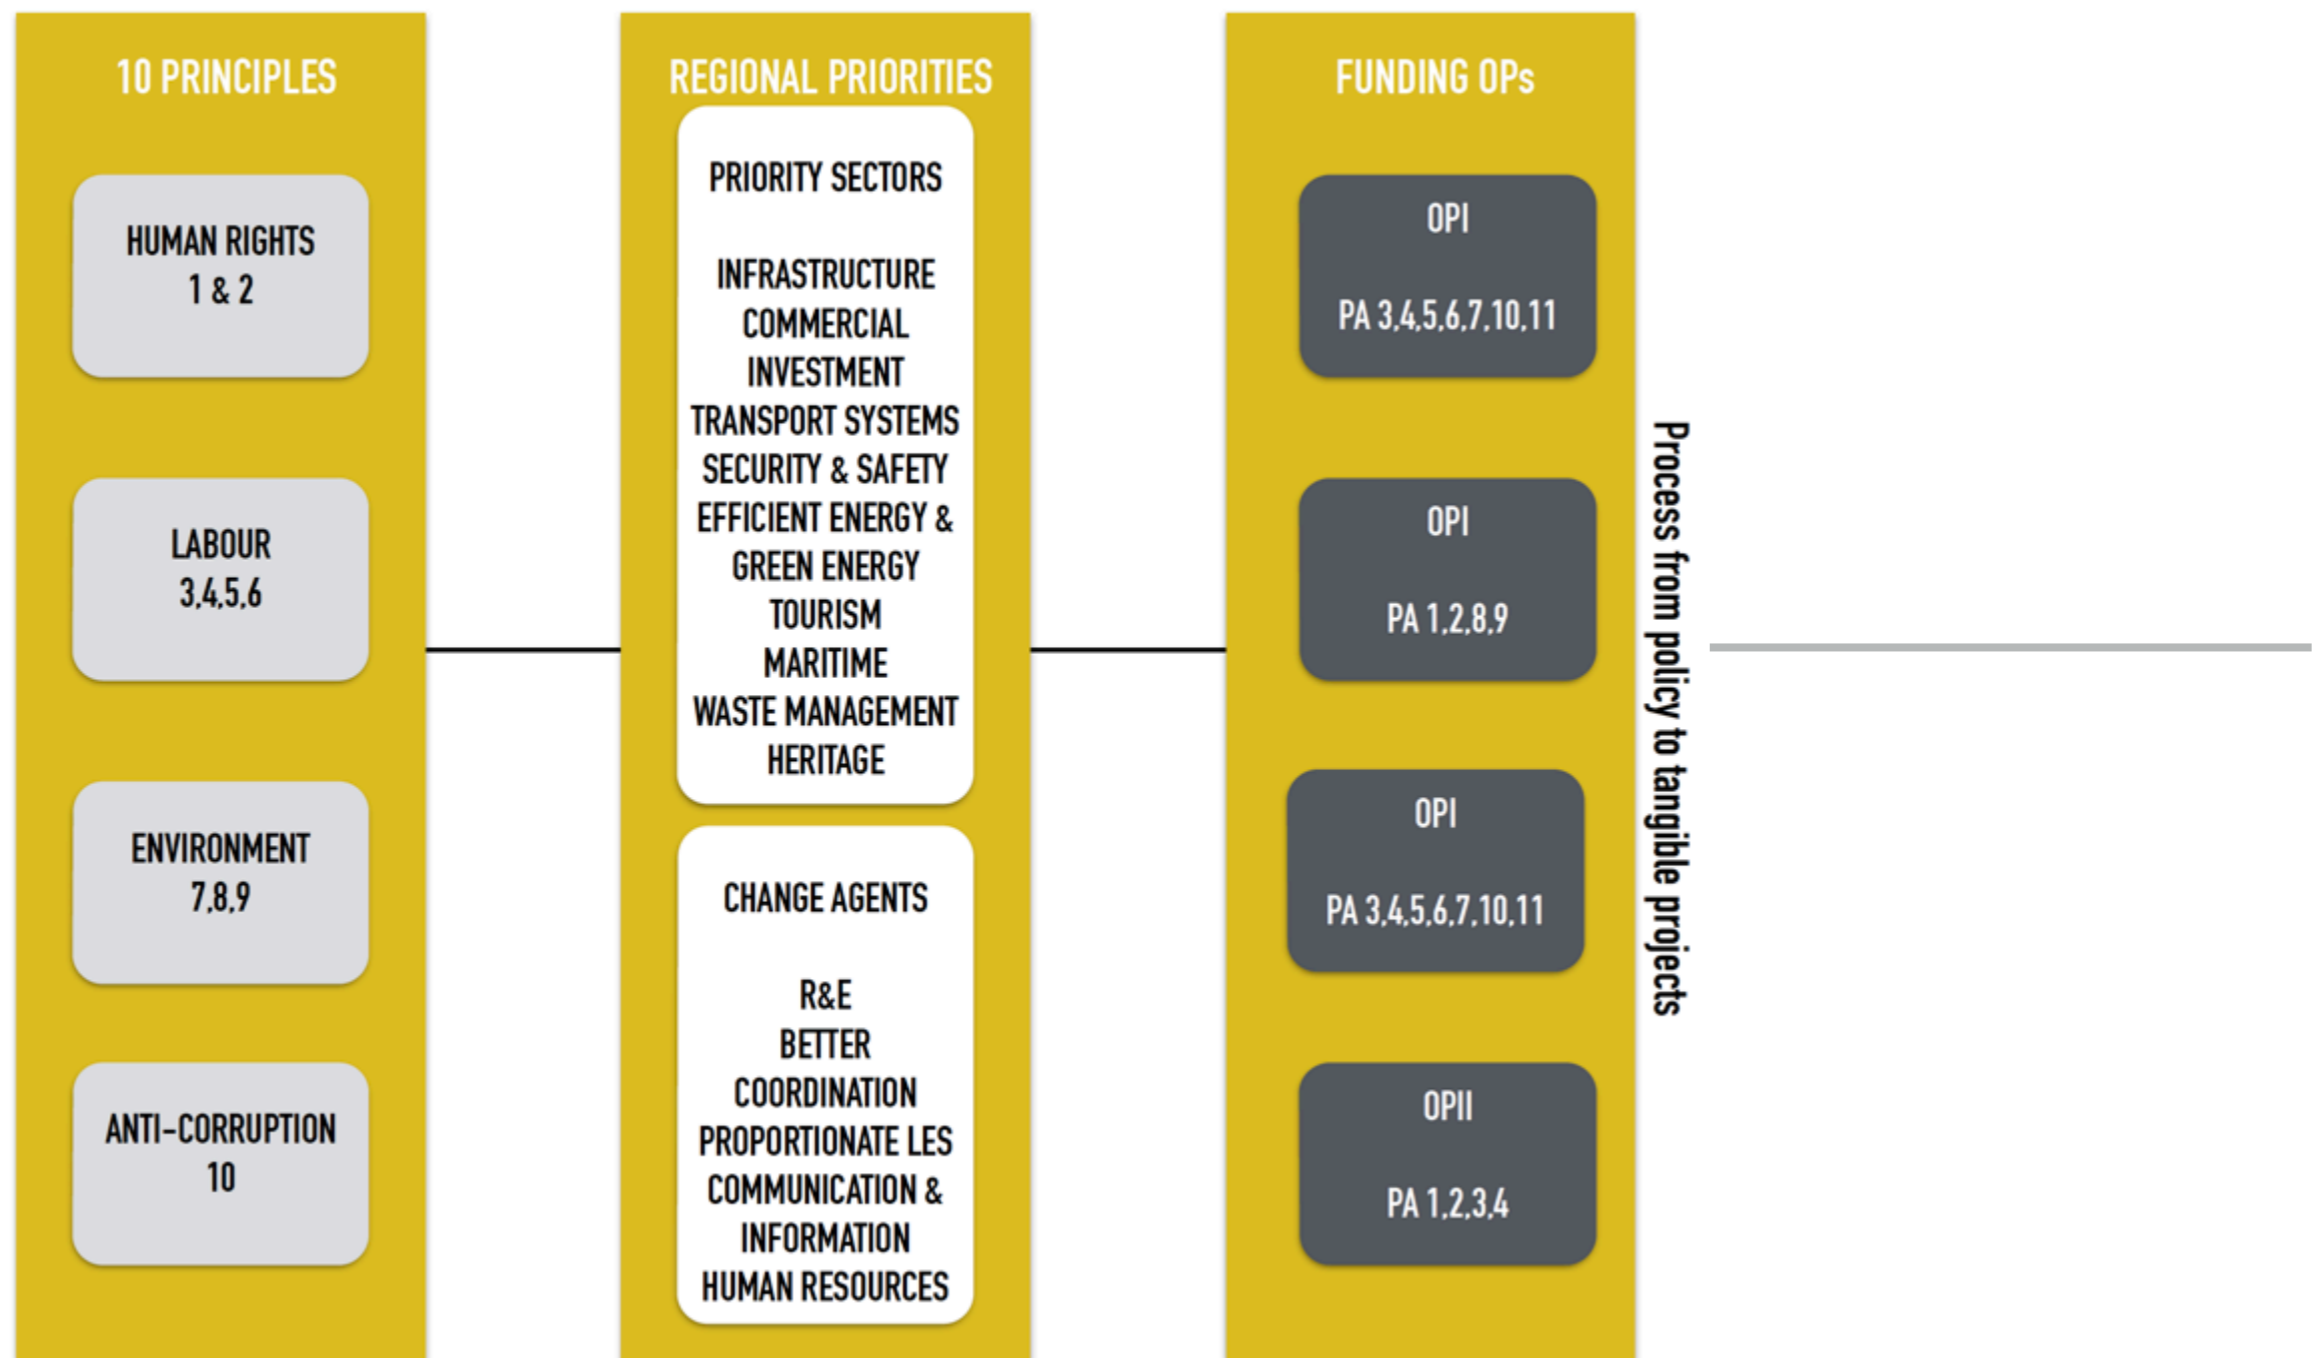 10 PRINCIPLES
HUMAN RIGHTS
1 & 2
LABOUR
3,4,5,6
ENVIRONMENT
7,8,9
ANTI-CORRUPTION
10
REGIONAL PRIORITIES
PRIORITY SECTORS
INFRASTRUCTURE
COMMERCIAL
INVESTMENT
TRANSPORT SYSTEMS
SECURITY & SAFETY
EFFICIENT ENERGY &
GREEN ENERGY
TOURISM
MARITIME
WASTE MANAGEMENT
HERITAGE
CHANGE AGENTS
R&E
BETTER
COORDINATION
PROPORTIONATE LES
COMMUNICATION &
INFORMATION
HUMAN RESOURCES
FUNDING OPs
OPI
PA 3,4,5,6,7,10,11
OPI
PA 1,2,8,9
OPI
PA 3,4,5,6,7,10,11
OPII
PA 1,2,3,4
Process from policy to tangible projects